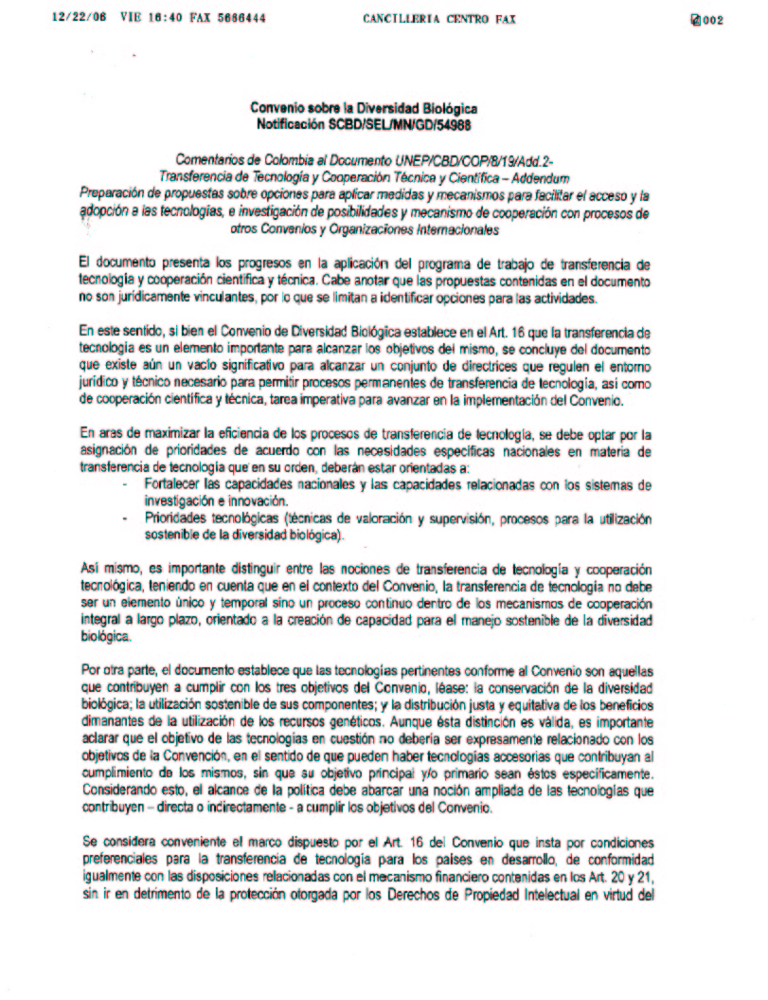 12/22/06 VIE 16:40 FAX 5666444 CANCILLERIA CENTRO FAX 002
Convenio sobre la Diversidad Biológica
Notificación SCBD/SEL/MN/GD/54988
Comentarios de Colombia al Documento UNEP/CBD/COP/8/19/Add.2-
Transferencia de Tecnología y Cooperación Técnica y Científica – Addendum
Preparación de propuestas sobre opciones para aplicar medidas y mecanismos para facilitar el acceso y la
adopción a las tecnologías, e investigación de posibilidades y mecanismo de cooperación con procesos de
otros Convenios y Organizaciones Internacionales
El documento presenta los progresos en la aplicación del programa de trabajo de transferencia de
tecnología y cooperación científica y técnica. Cabe anotar que las propuestas contenidas en el documento
no son jurídicamente vinculantes, por lo que se limitan a identificar opciones para las actividades.
En este sentido, si bien el Convenio de Diversidad Biológica establece en el Art. 16 que la transferencia de
tecnología es un elemento importante para alcanzar los objetivos del mismo, se concluye del documento
que existe aún un vacío significativo para alcanzar un conjunto de directrices que regulen el entorno
jurídico y técnico necesario para permitir procesos permanentes de transferencia de tecnología, así como
de cooperación científica y técnica, tarea imperativa para avanzar en la implementación del Convenio.
En aras de maximizar la eficiencia de los procesos de transferencia de tecnología, se debe optar por la
asignación de prioridades de acuerdo con las necesidades específicas nacionales en materia de
transferencia de tecnología que en su orden, deberán estar orientadas a:
- Fortalecer las capacidades nacionales y las capacidades relacionadas con los sistemas de
investigación e innovación.
- Prioridades tecnológicas (técnicas de valoración y supervisión, procesos para la utilización
sostenible de la diversidad biológica).
Así mismo, es importante distinguir entre las nociones de transferencia de tecnología y cooperación
tecnológica, teniendo en cuenta que en el contexto del Convenio, la transferencia de tecnología no debe
ser un elemento único y temporal sino un proceso continuo dentro de los mecanismos de cooperación
integral a largo plazo, orientado a la creación de capacidad para el manejo sostenible de la diversidad
biológica.
Por otra parte, el documento establece que las tecnologías pertinentes conforme al Convenio son aquellas
que contribuyen a cumplir con los tres objetivos del Convenio, léase: la conservación de la diversidad
biológica; la utilización sostenible de sus componentes; y la distribución justa y equitativa de los beneficios
dimanantes de la utilización de los recursos genéticos. Aunque ésta distinción es válida, es importante
aclarar que el objetivo de las tecnologías en cuestión no debería ser expresamente relacionado con los
objetivos de la Convención, en el sentido de que pueden haber tecnologías accesorias que contribuyan al
cumplimiento de los mismos, sin que su objetivo principal y/o primario sean éstos específicamente.
Considerando esto, el alcance de la política debe abarcar una noción ampliada de las tecnologías que
contribuyen – directa o indirectamente - a cumplir los objetivos del Convenio.
Se considera conveniente el marco dispuesto por el Art. 16 del Convenio que insta por condiciones
preferenciales para la transferencia de tecnología para los países en desarrollo, de conformidad
igualmente con las disposiciones relacionadas con el mecanismo financiero contenidas en los Art. 20 y 21,
sin ir en detrimento de la protección otorgada por los Derechos de Propiedad Intelectual en virtud del